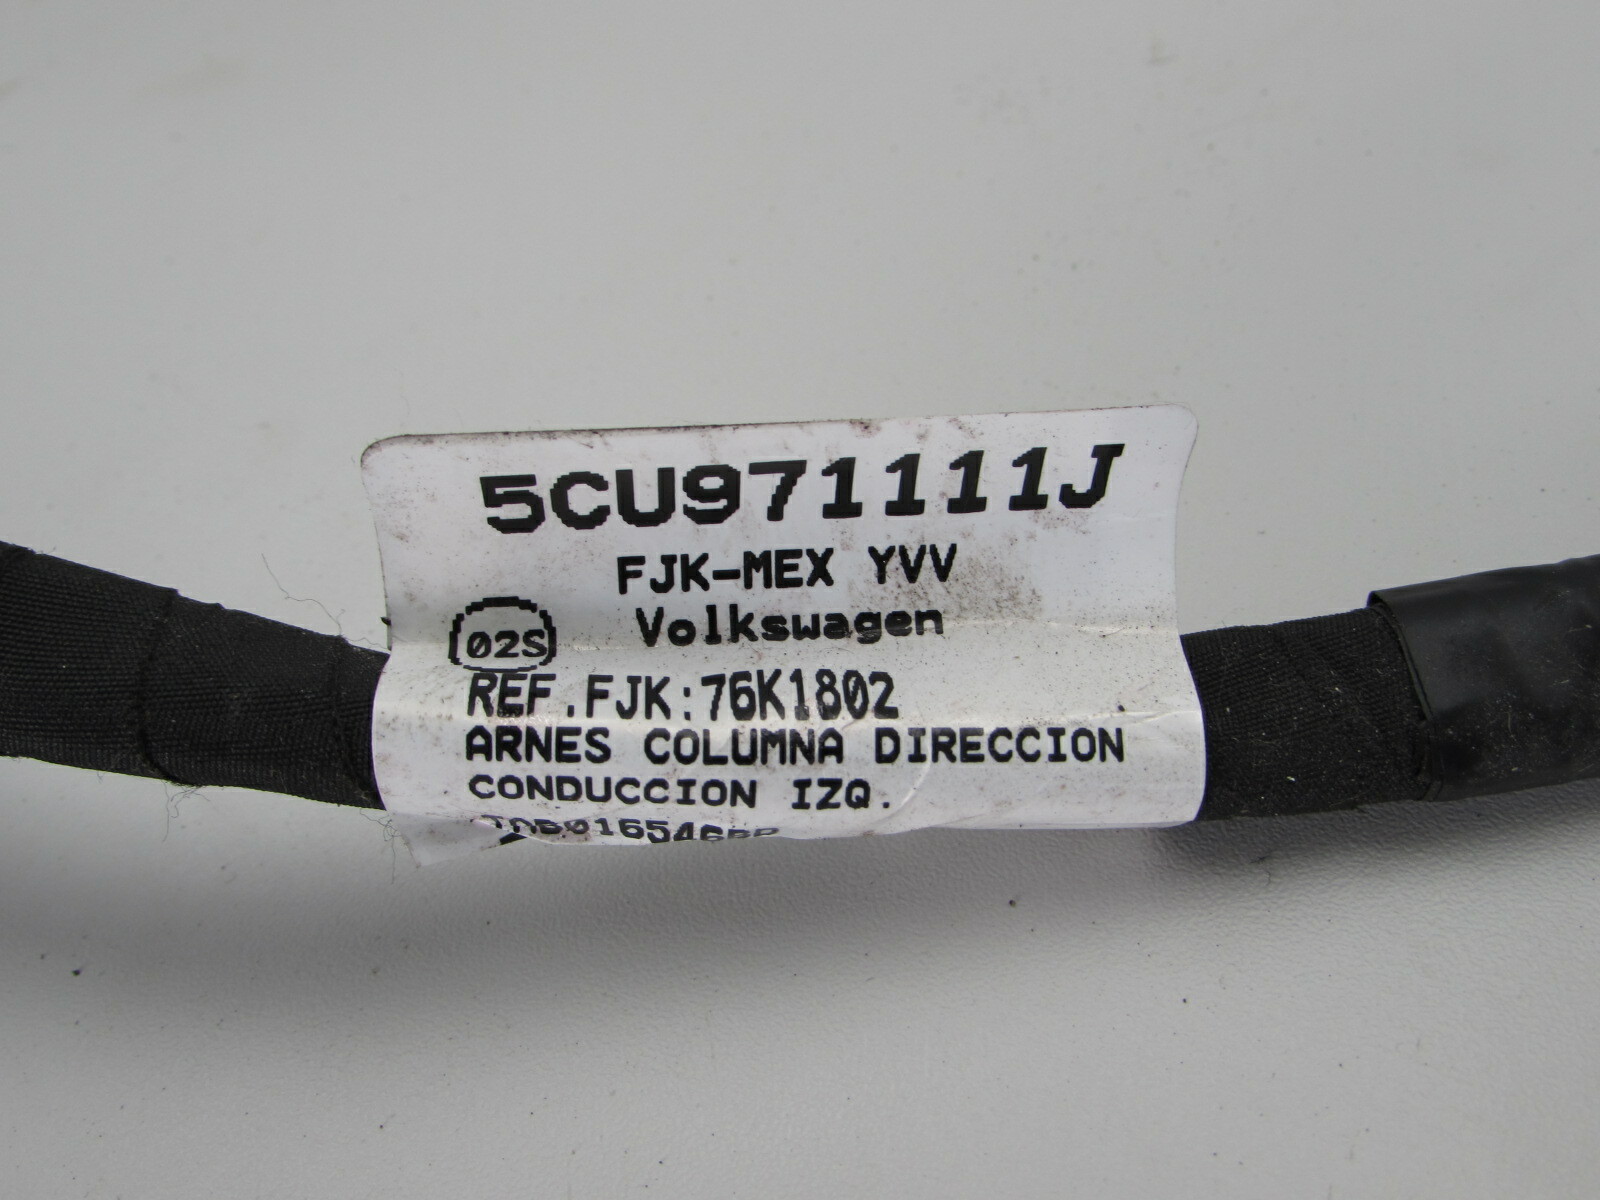 5CU971111J
FJK-MEX YVV
Volkswagen
02S
REF.FJK:76K1802
ARNES COLUMNA DIRECCION
CONDUCCION IZQ.